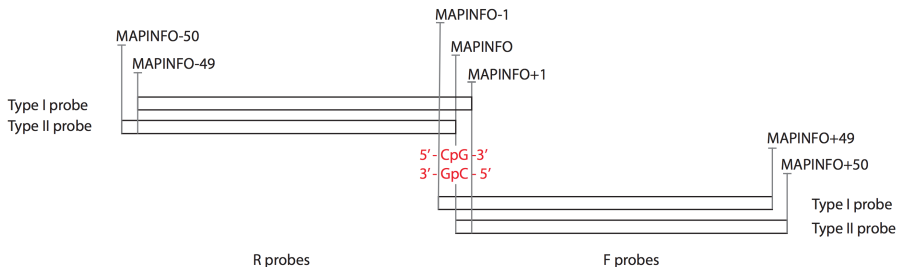 MAPINFO-1
MAPINFO-50
MAPINFO
MAPINFO-49
MAPINFO+1
Type I probe
Type II probe
MAPINFO+49
5’ - CpG -3’
MAPINFO+50
3’ - GpC - 5’
Type I probe
Type II probe
R probes
F probes